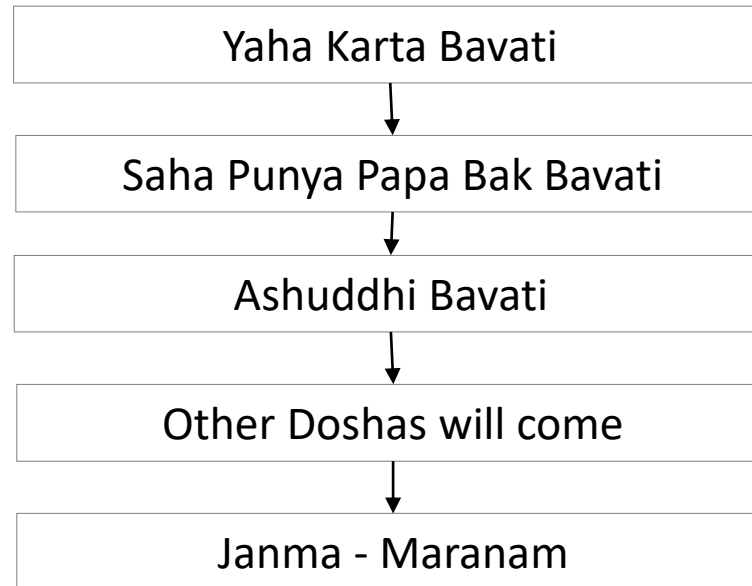 Yaha Karta Bavati
Saha Punya Papa Bak Bavati
Ashuddhi Bavati
Other Doshas will come
Janma - Maranam